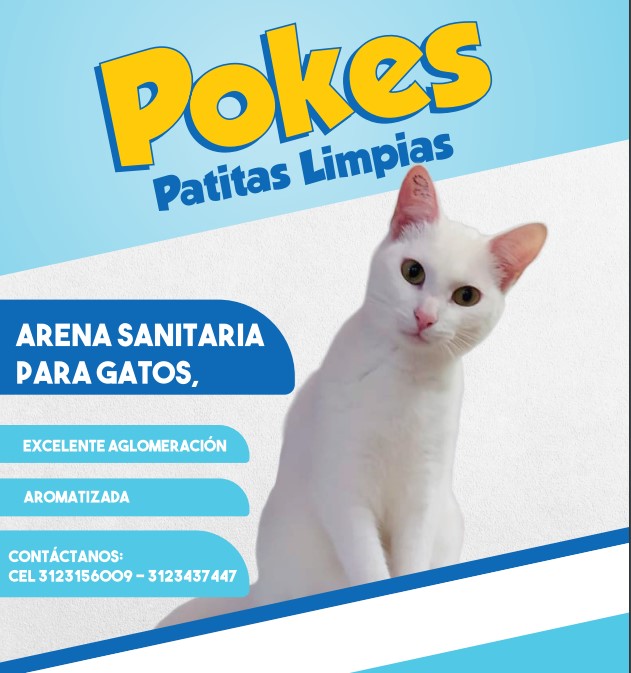 Pokes
Patitas Limpias
ARENA SANITARIA
PARA GATOS,
EXCELENTE AGLOMERACIÓN
AROMATIZADA
CONTÁCTANOS:
CEL 3123156009 – 3123437447